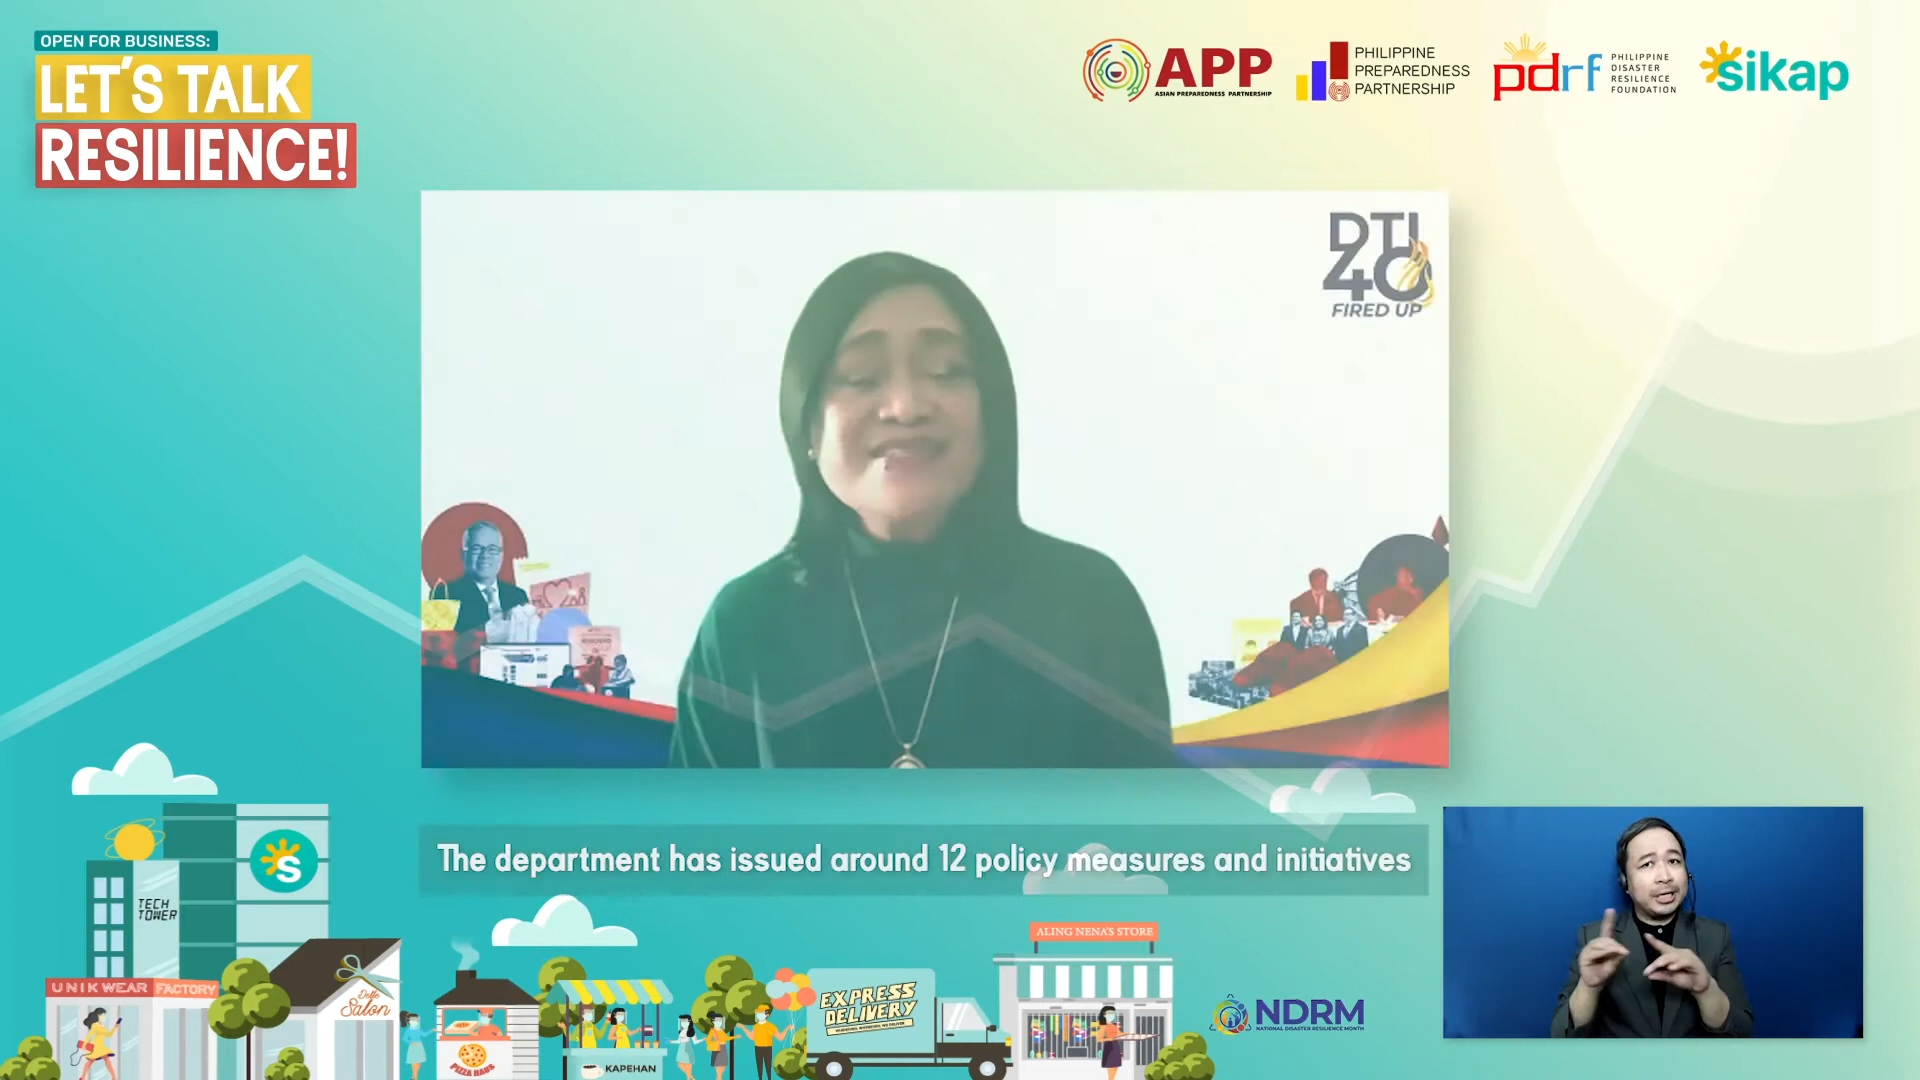 OPEN FOR BUSINESS:
LET'S TALK
RESILIENCE!
APP
ASIAN PREPAREDNESS PARTNERSHIP
PHILIPPINE
PREPAREDNESS
PARTNERSHIP
pdrf
PHILIPPINE
DISASTER
RESILIENCE
FOUNDATION
sikap
DTI
40
FIRED UP
The department has issued around 12 policy measures and initiatives
S
TECH
TOWER
UNIKWEAR FACTORY
Salon
PIZZA HAUS
KAPEHAN
EXPRESS
DELIVERY
ALING NENA'S STORE
NDRM
NATIONAL DISASTER RESILIENCE MONTH